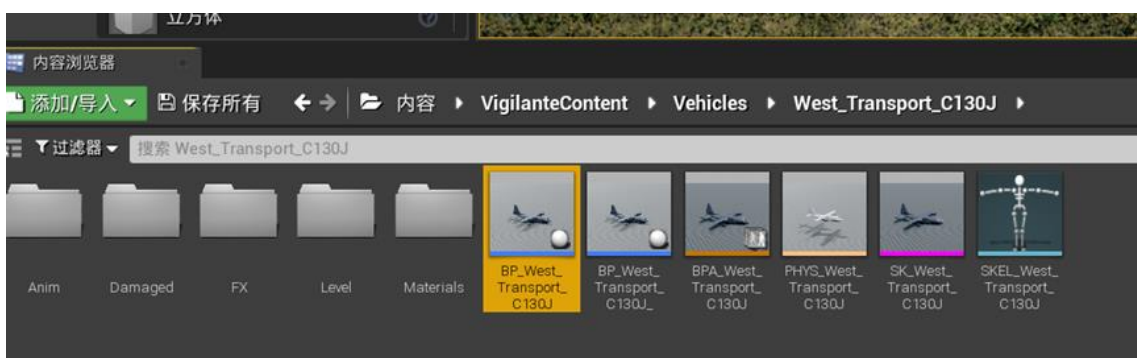 立方体
内容浏览器
添加/导入 保存所有 内容 VigilanteContent Vehicles West_Transport_C130J
过滤器 搜索 West_Transport_C130J
Anim Damaged FX Level Materials
BP_West_
Transport_
C130J
BP_West_
Transport_
C130J_
BPA_West_
Transport_
C130J
PHYS_West_
Transport_
C130J
SK_West_
Transport_
C130J
SKEL_West_
Transport_
C130J